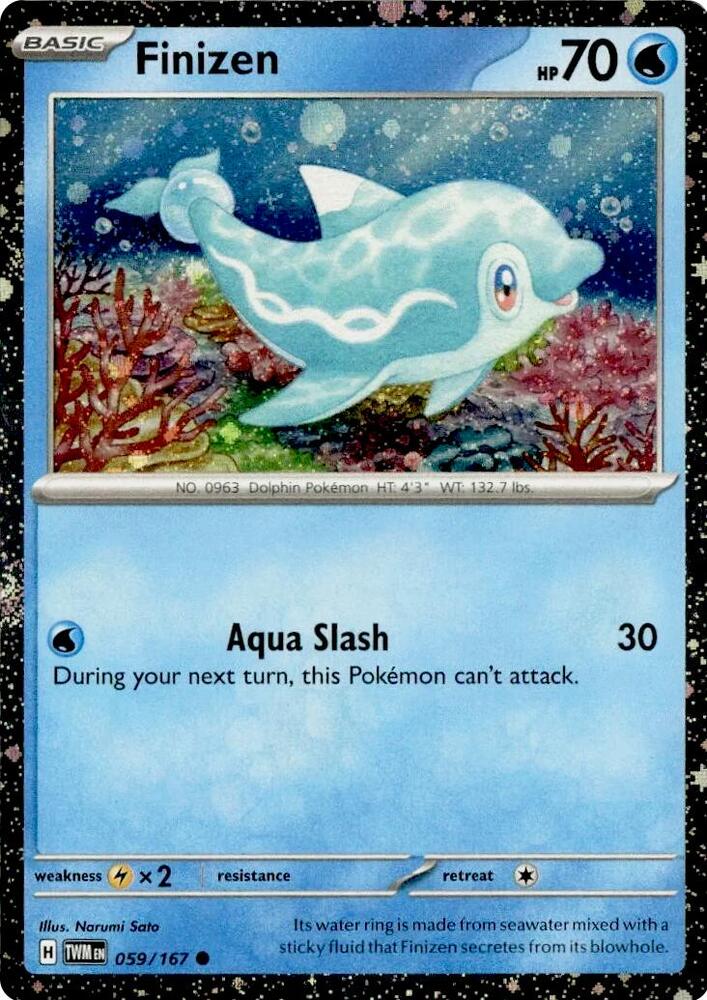 BASIC Finizen HP 70
NO. 0963 Dolphin Pokémon HT: 4'3" WT: 132.7 lbs.
Aqua Slash 30
During your next turn, this Pokémon can't attack.
weakness ×2 resistance retreat
Illus. Narumi Sato
H TWM EN 059/167
Its water ring is made from seawater mixed with a
sticky fluid that Finizen secretes from its blowhole.